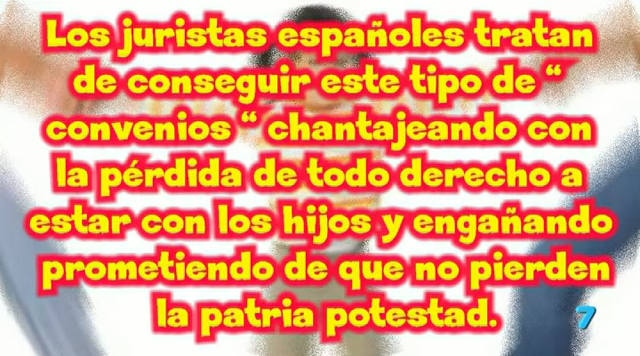 Los juristas españoles tratan
de conseguir este tipo de “
convenios “ chantajeando con
la pérdida de todo derecho a
estar con los hijos y engañando
prometiendo de que no pierden
la patria potestad.
7